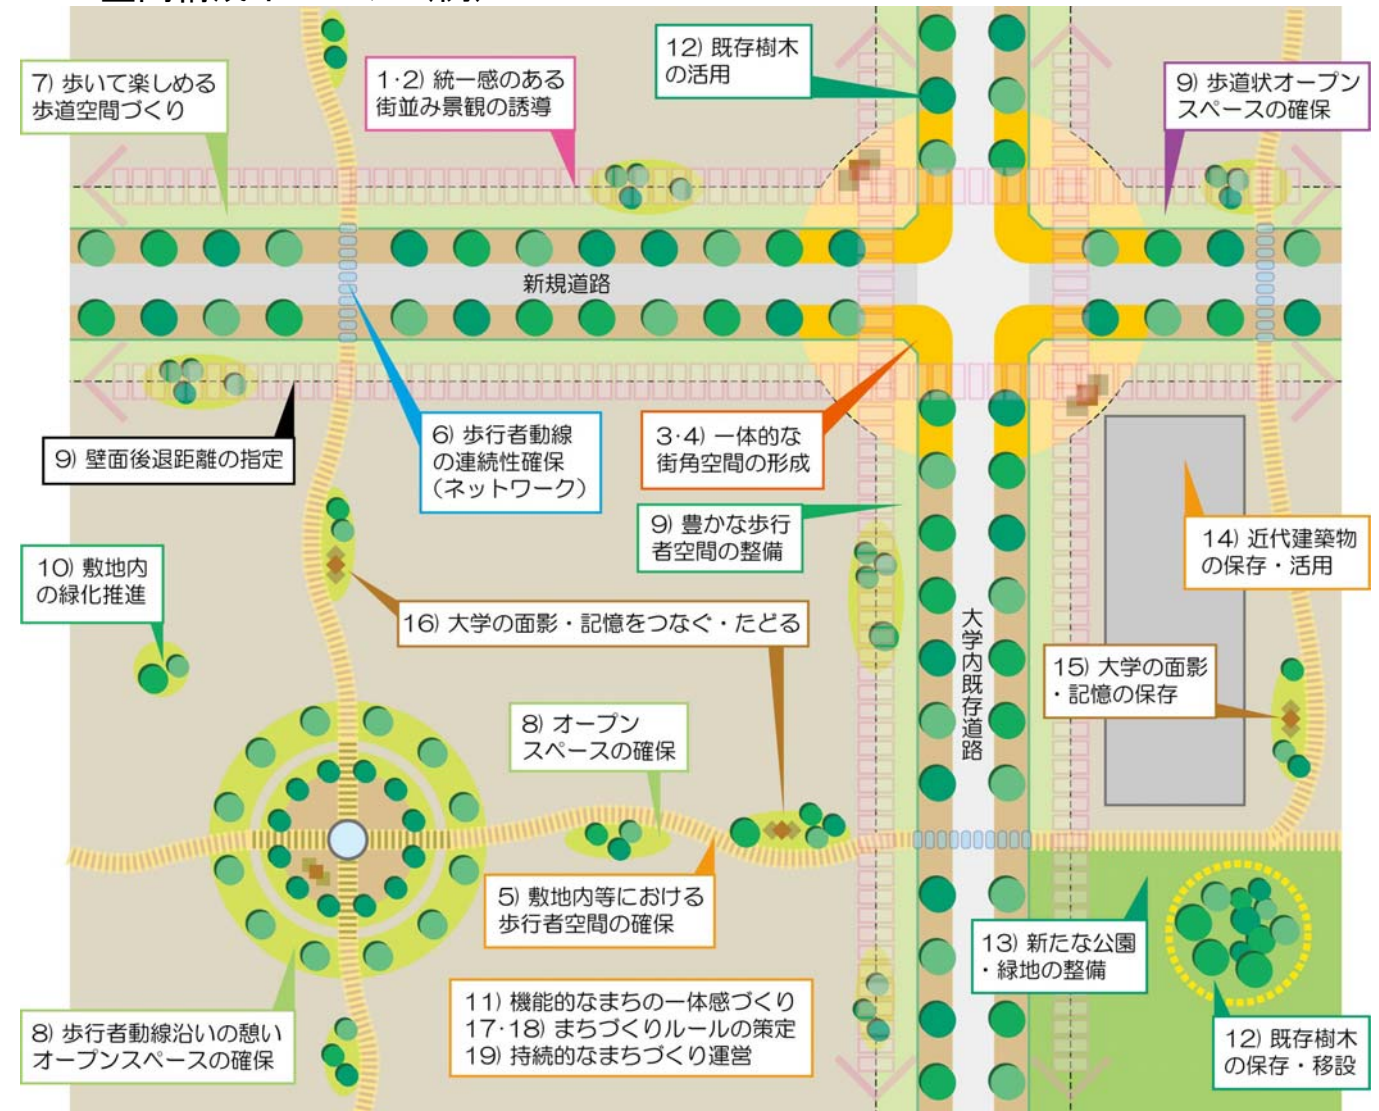 7) 歩いて楽しめる
歩道空間づくり
1・2) 統一感のある
街並み景観の誘導
12) 既存樹木
の活用
9) 歩道状オープン
スペースの確保
新規道路
9) 壁面後退距離の指定
6) 歩行者動線
の連続性確保
(ネットワーク)
3・4) 一体的な
街角空間の形成
9) 豊かな歩行
者空間の整備
14) 近代建築物
の保存・活用
10) 敷地内
の緑化推進
16) 大学の面影・記憶をつなぐ・たどる
大学内既存道路
15) 大学の面影
・記憶の保存
8) オープン
スペースの確保
5) 敷地内等における
歩行者空間の確保
13) 新たな公園
・緑地の整備
8) 歩行者動線沿いの憩い
オープンスペースの確保
11) 機能的なまちの一体感づくり
17・18) まちづくりルールの策定
19) 持続的なまちづくり運営
12) 既存樹木
の保存・移設